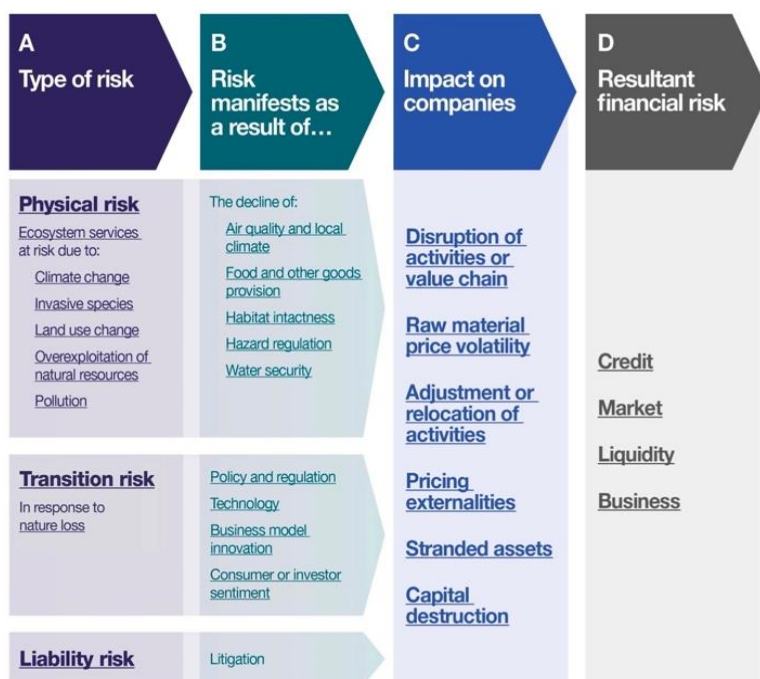 A
Type of risk
B
Risk
manifests as
a result of…
C
Impact on
companies
D
Resultant
financial risk
Physical risk
Ecosystem services
at risk due to:
Climate change
Invasive species
Land use change
Overexploitation of
natural resources
Pollution
The decline of:
Air quality and local
climate
Food and other goods
provision
Habitat intactness
Hazard regulation
Water security
Transition risk
In response to
nature loss
Policy and regulation
Technology
Business model
innovation
Consumer or investor
sentiment
Liability risk
Litigation
Disruption of
activities or
value chain
Raw material
price volatility
Adjustment or
relocation of
activities
Pricing
externalities
Stranded assets
Capital
destruction
Credit
Market
Liquidity
Business